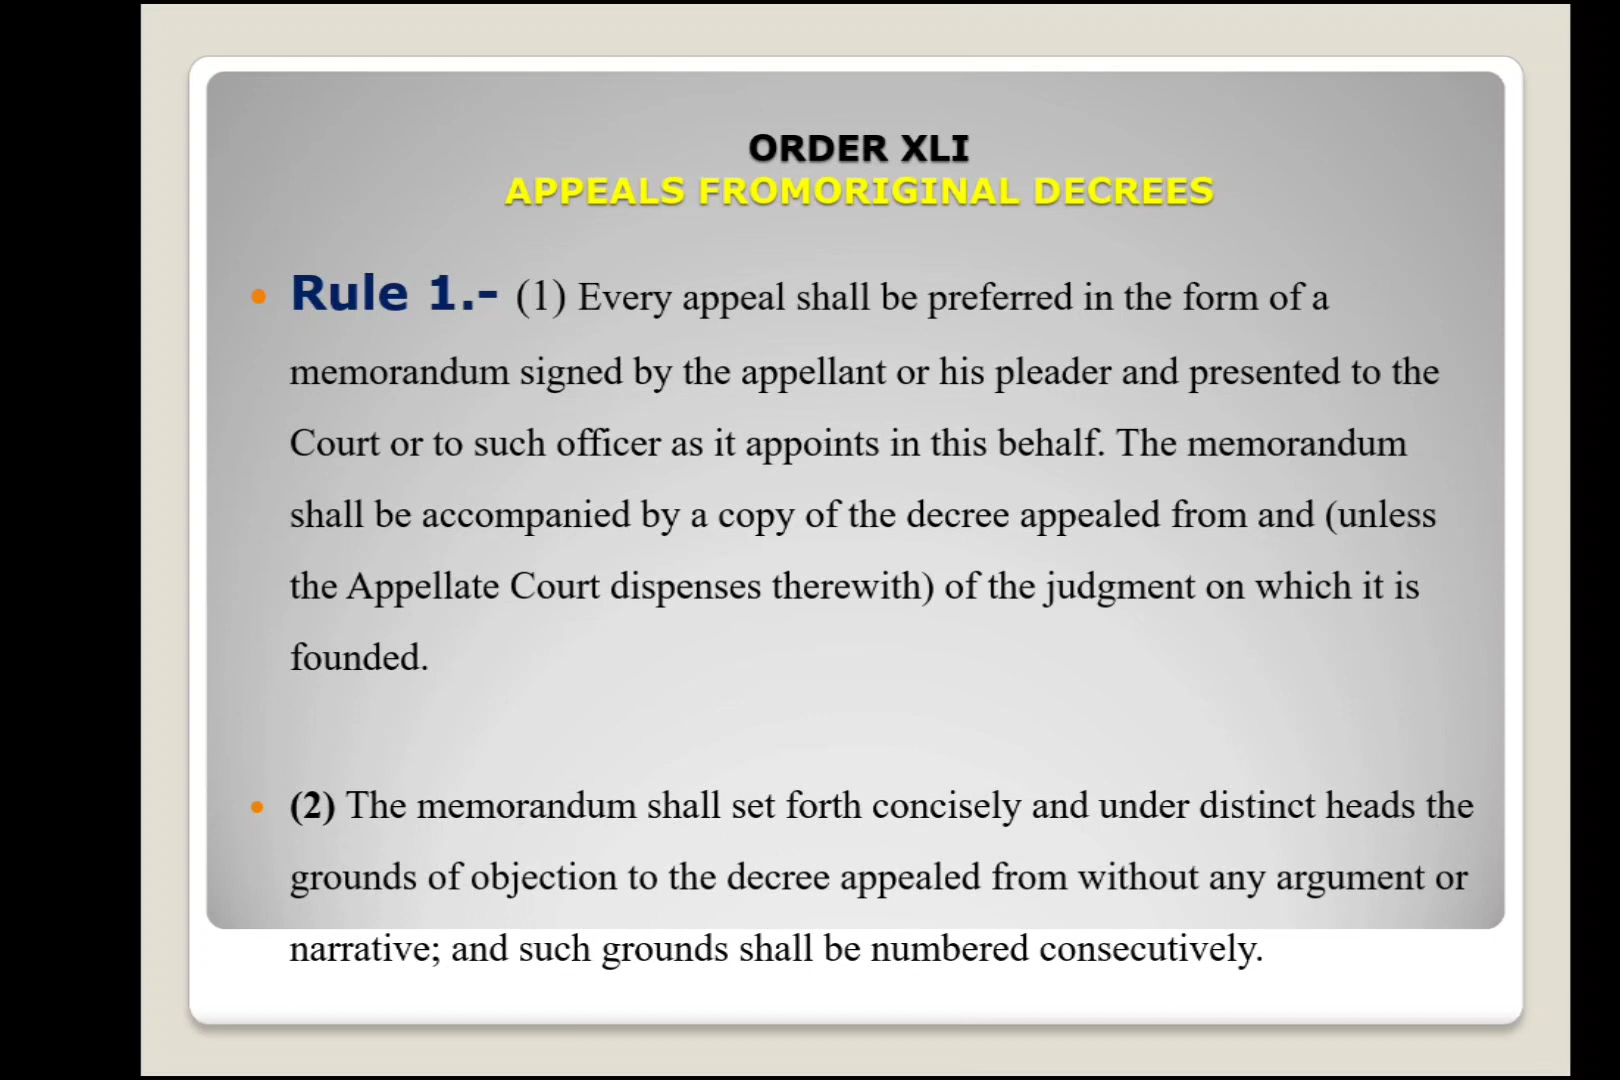 ORDER XLI
APPEALS FROMORIGINAL DECREES
• Rule 1.- (1) Every appeal shall be preferred in the form of a
memorandum signed by the appellant or his pleader and presented to the
Court or to such officer as it appoints in this behalf. The memorandum
shall be accompanied by a copy of the decree appealed from and (unless
the Appellate Court dispenses therewith) of the judgment on which it is
founded.
• (2) The memorandum shall set forth concisely and under distinct heads the
grounds of objection to the decree appealed from without any argument or
narrative; and such grounds shall be numbered consecutively.